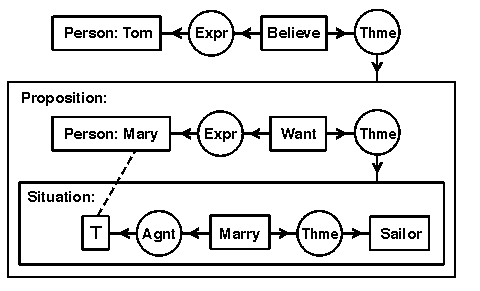 Person: Tom Expr Believe Thme
Proposition:
Person: Mary Expr Want Thme
Situation:
T Agnt Marry Thme Sailor